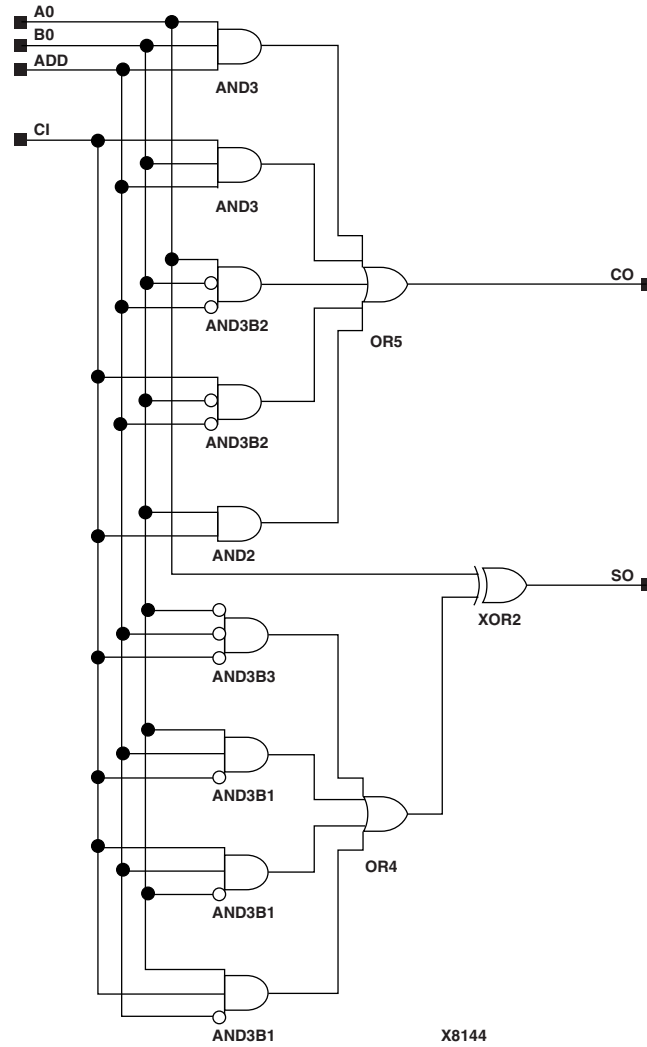 A0
B0
ADD
AND3
CI
AND3
CO
AND3B2
OR5
AND3B2
AND2
SO
XOR2
AND3B3
AND3B1
OR4
AND3B1
AND3B1
X8144